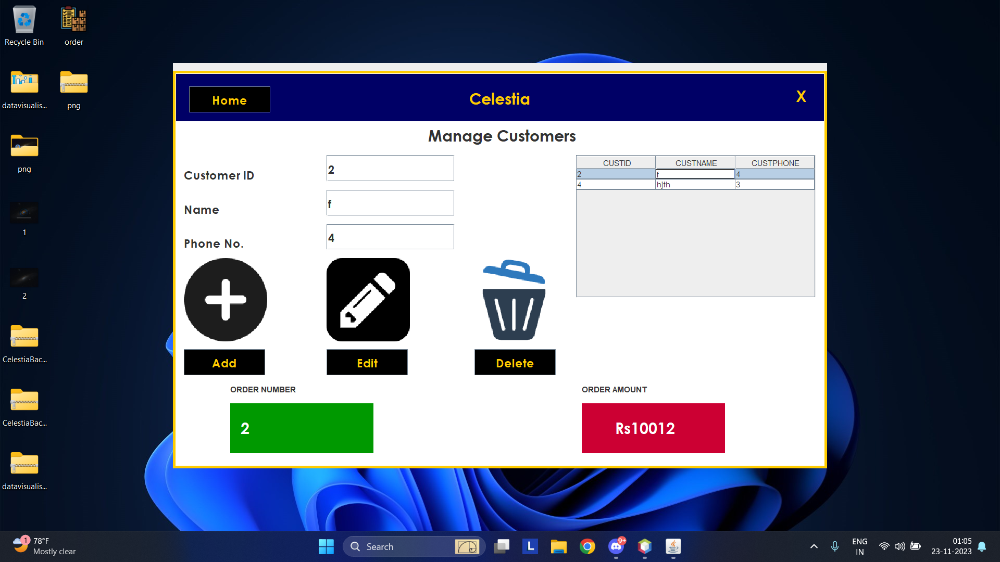 Recycle Bin
order
datavisualis...
png
png
1
2
CelestiaBac...
CelestiaBac...
datavisualis...
Home
Celestia
X
Manage Customers
Customer ID
2
Name
f
Phone No.
4
CUSTID CUSTNAME CUSTPHONE
2 f 4
4 hjth 3
Add
Edit
Delete
ORDER NUMBER
2
ORDER AMOUNT
Rs10012
1
78°F
Mostly clear
Search
L
9+
ENG
IN
01:05
23-11-2023